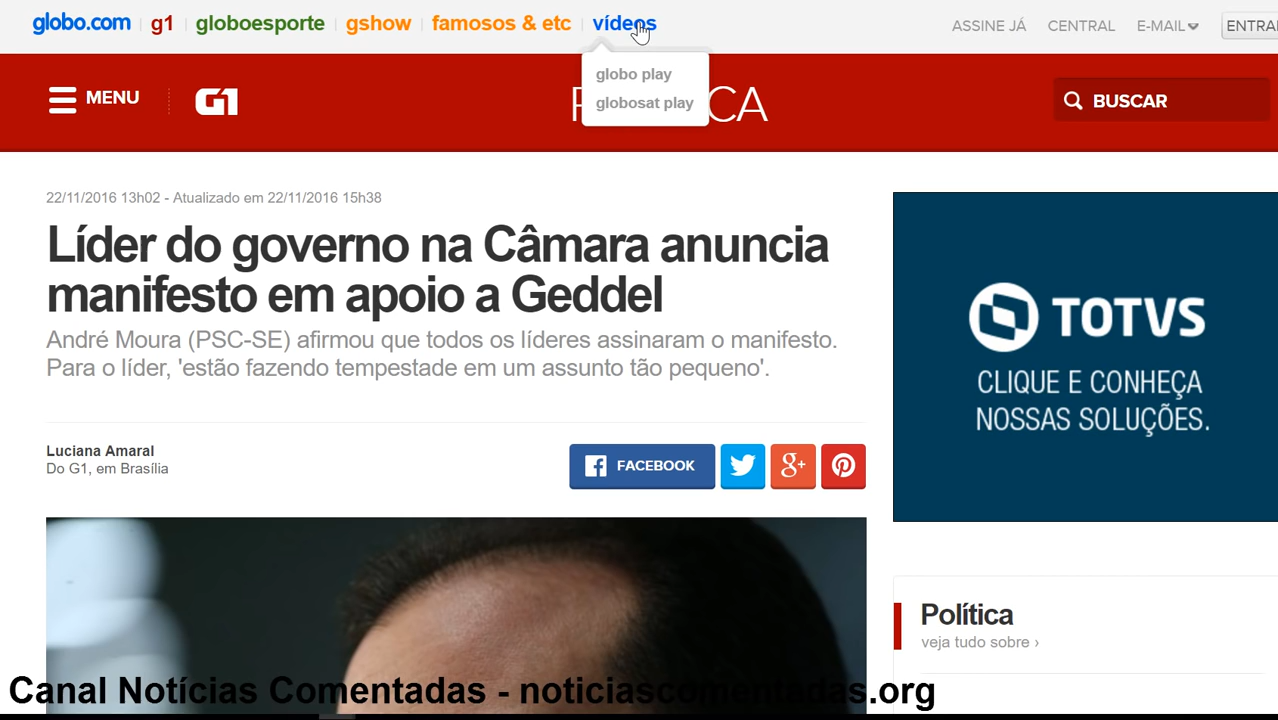 globo.com g1 globoesporte gshow famosos & etc vídeos ASSINE JÁ CENTRAL E-MAIL
globo play
globosat play
MENU G1 BUSCAR
22/11/2016 13h02 - Atualizado em 22/11/2016 15h38
Líder do governo na Câmara anuncia
manifesto em apoio a Geddel
André Moura (PSC-SE) afirmou que todos os líderes assinaram o manifesto.
Para o líder, 'estão fazendo tempestade em um assunto tão pequeno'.
Luciana Amaral
Do G1, em Brasília
FACEBOOK
g+
TOTVS
CLIQUE E CONHEÇA
NOSSAS SOLUÇÕES.
Política
veja tudo sobre ›
Canal Notícias Comentadas - noticiascomentadas.org